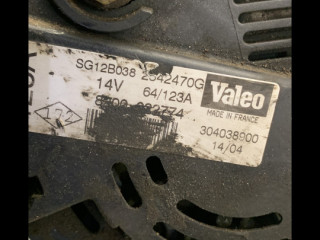 SG12B038 2542470G
14V 64/123A
Valeo
MADE IN FRANCE
304038900
14/04